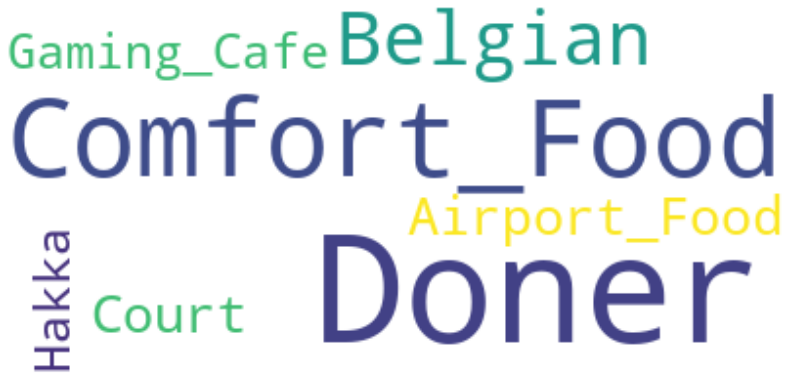 Gaming_Cafe Belgian
Comfort_Food
Airport_Food
Hakka Court Doner